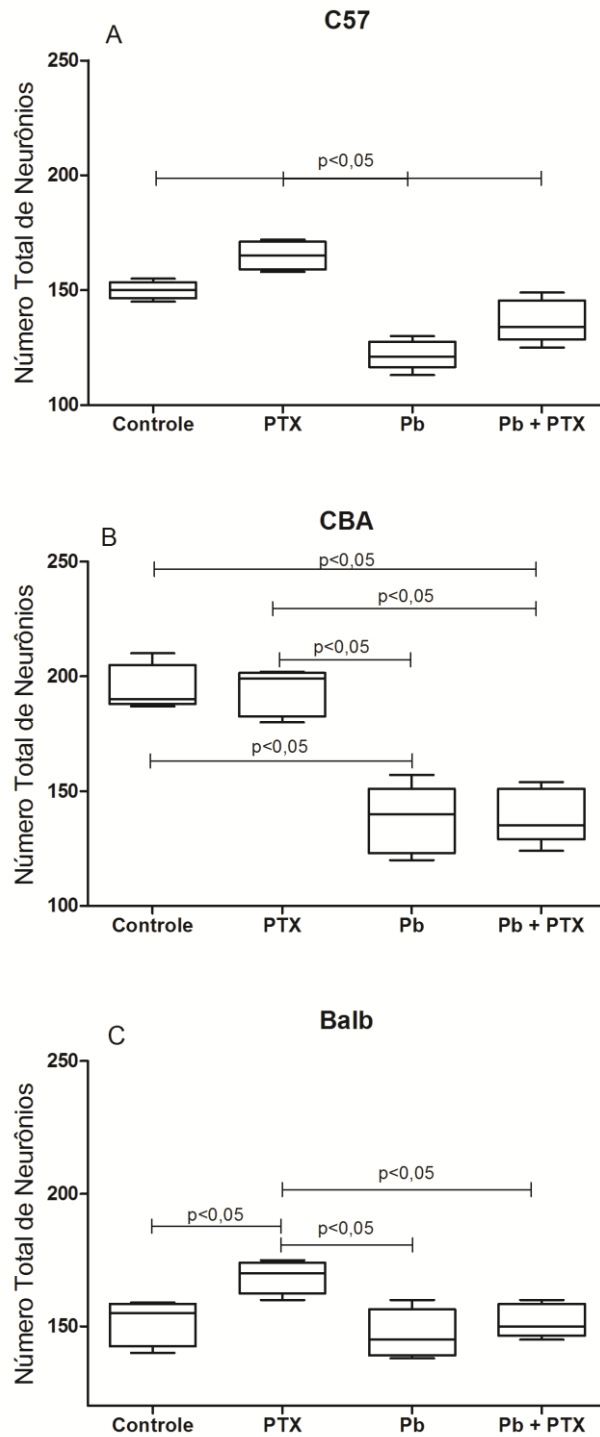 C57
A
Número Total de Neurônios
250
200
150
100
p<0,05
Controle PTX Pb Pb + PTX
CBA
B
Número Total de Neurônios
250
200
150
100
p<0,05
p<0,05
p<0,05
p<0,05
Controle PTX Pb Pb + PTX
Balb
C
Número Total de Neurônios
250
200
150
p<0,05
p<0,05
p<0,05
Controle PTX Pb Pb + PTX